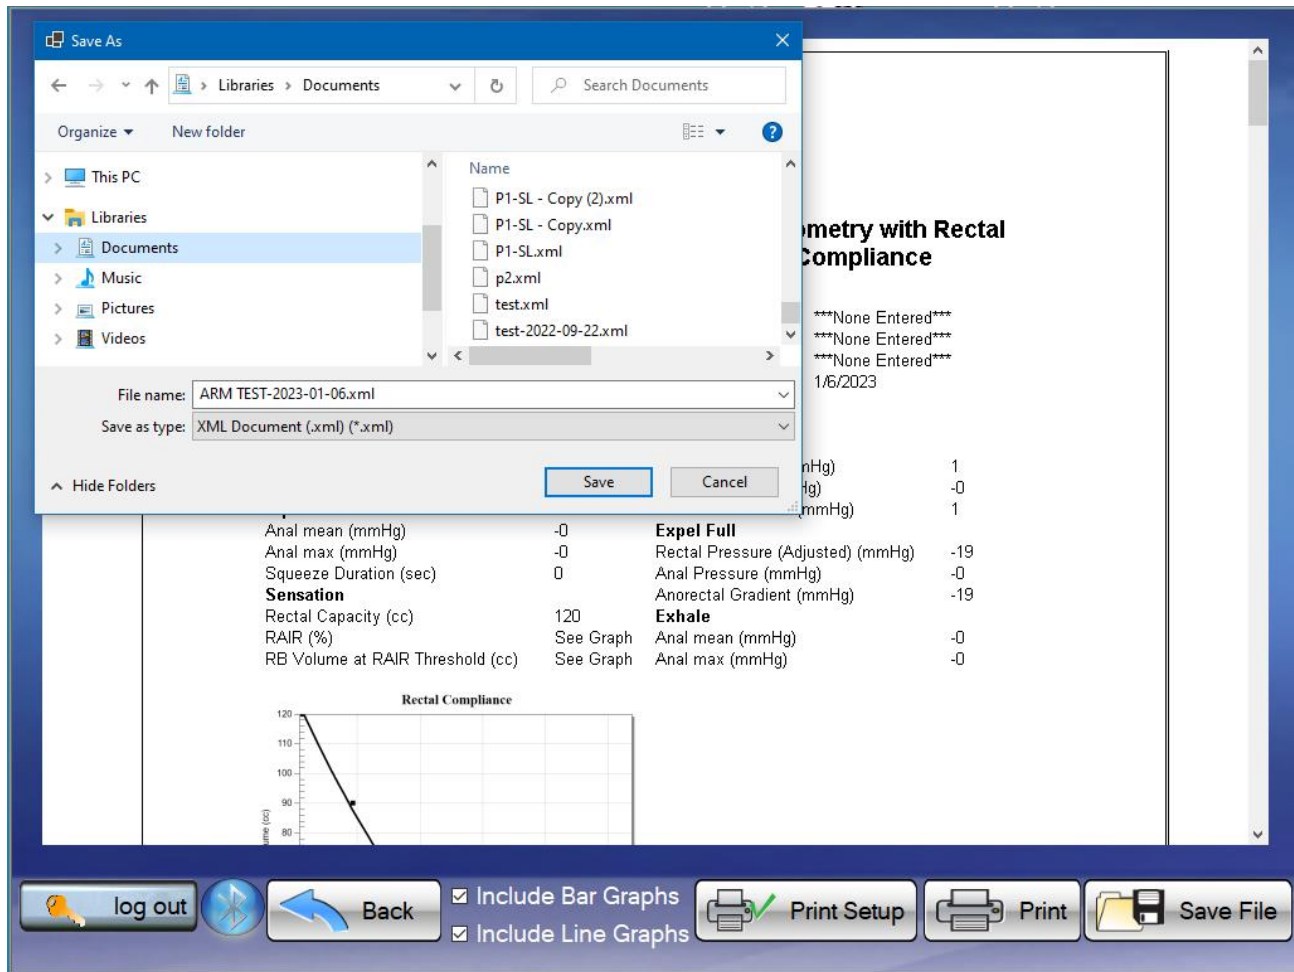 Save As
Libraries > Documents
Search Documents
Organize
New folder
This PC
Libraries
Documents
Music
Pictures
Videos
Name
P1-SL - Copy (2).xml
P1-SL - Copy.xml
P1-SL.xml
p2.xml
test.xml
test-2022-09-22.xml
File name: ARM TEST-2023-01-06.xml
Save as type: XML Document (.xml) (*.xml)
Hide Folders
Save
Cancel
ometry with Rectal
Compliance
***None Entered***
***None Entered***
***None Entered***
1/6/2023
nHg) 1
Hg) -0
(mmHg) 1
Anal mean (mmHg) -0
Anal max (mmHg) -0
Squeeze Duration (sec) 0
Sensation
Rectal Capacity (cc) 120
RAIR (%) See Graph
RB Volume at RAIR Threshold (cc) See Graph
Expel Full
Rectal Pressure (Adjusted) (mmHg) -19
Anal Pressure (mmHg) -0
Anorectal Gradient (mmHg) -19
Exhale
Anal mean (mmHg) -0
Anal max (mmHg) -0
Rectal Compliance
120
110
100
90
80
ume (cc)
log out
Back
Include Bar Graphs
Include Line Graphs
Print Setup
Print
Save File